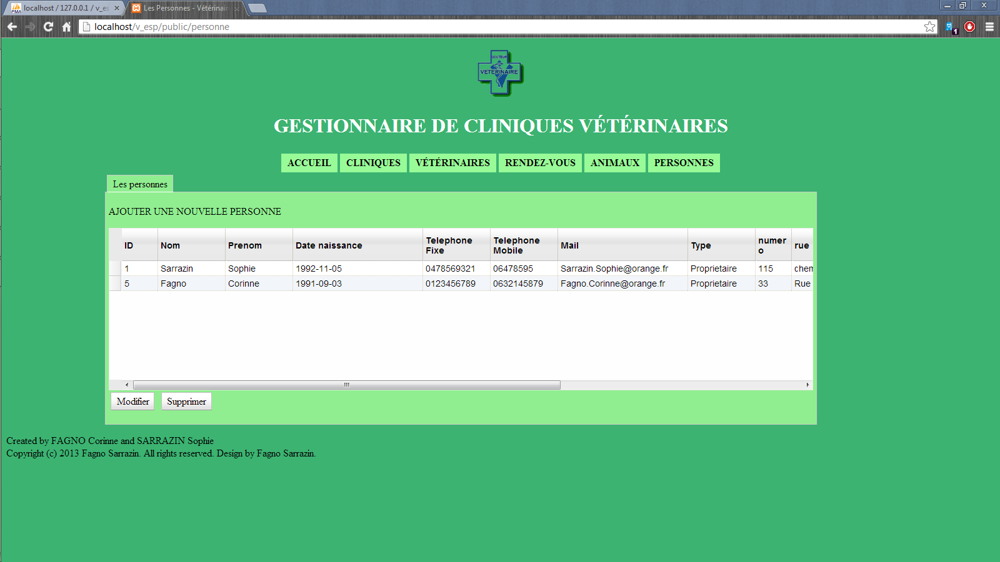 localhost / 127.0.0.1 / v_es
Les Personnes - Vétérinair
localhost/v_esp/public/personne
1
DOCTEUR
VETERINAIRE
GESTIONNAIRE DE CLINIQUES VÉTÉRINAIRES
ACCUEIL CLINIQUES VÉTÉRINAIRES RENDEZ-VOUS ANIMAUX PERSONNES
Les personnes
AJOUTER UNE NOUVELLE PERSONNE
ID Nom Prenom Date naissance Telephone Fixe Telephone Mobile Mail Type numero rue
1 Sarrazin Sophie 1992-11-05 0478569321 06478595 Sarrazin.Sophie@orange.fr Proprietaire 115 chem
5 Fagno Corinne 1991-09-03 0123456789 0632145879 Fagno.Corinne@orange.fr Proprietaire 33 Rue
Modifier Supprimer
Created by FAGNO Corinne and SARRAZIN Sophie
Copyright (c) 2013 Fagno Sarrazin. All rights reserved. Design by Fagno Sarrazin.